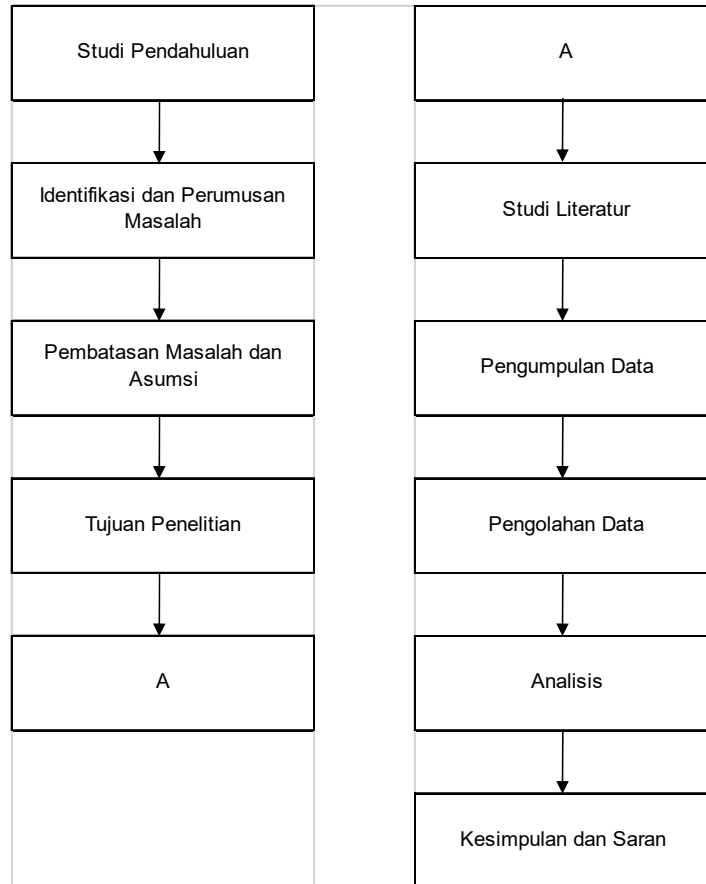 Studi Pendahuluan
Identifikasi dan Perumusan
Masalah
Pembatasan Masalah dan
Asumsi
Tujuan Penelitian
A
A
Studi Literatur
Pengumpulan Data
Pengolahan Data
Analisis
Kesimpulan dan Saran